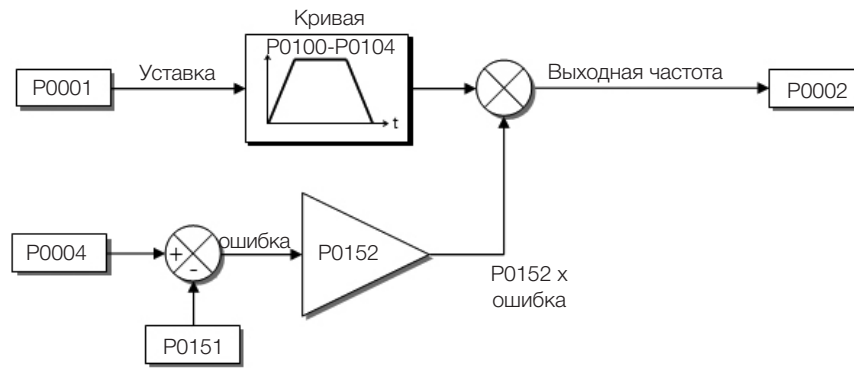 Кривая
P0100-P0104
P0001
Уставка
t
Выходная частота
P0002
P0004
+
-
ошибка
P0152
P0152 x
ошибка
P0151